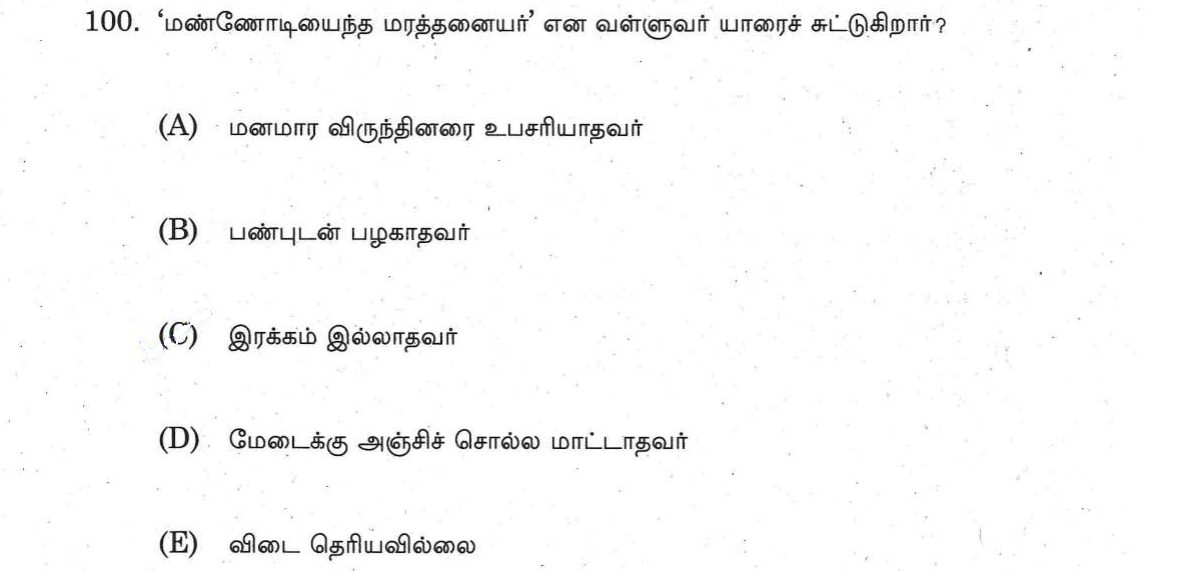 100. ‘மண்ணோடியைந்த மரத்தனையர்’ என வள்ளுவர் யாரைச் சுட்டுகிறார்?
(A) மனமார விருந்தினரை உபசரியாதவர்
(B) பண்புடன் பழகாதவர்
(C) இரக்கம் இல்லாதவர்
(D) மேடைக்கு அஞ்சிச் சொல்ல மாட்டாதவர்
(E) விடை தெரியவில்லை